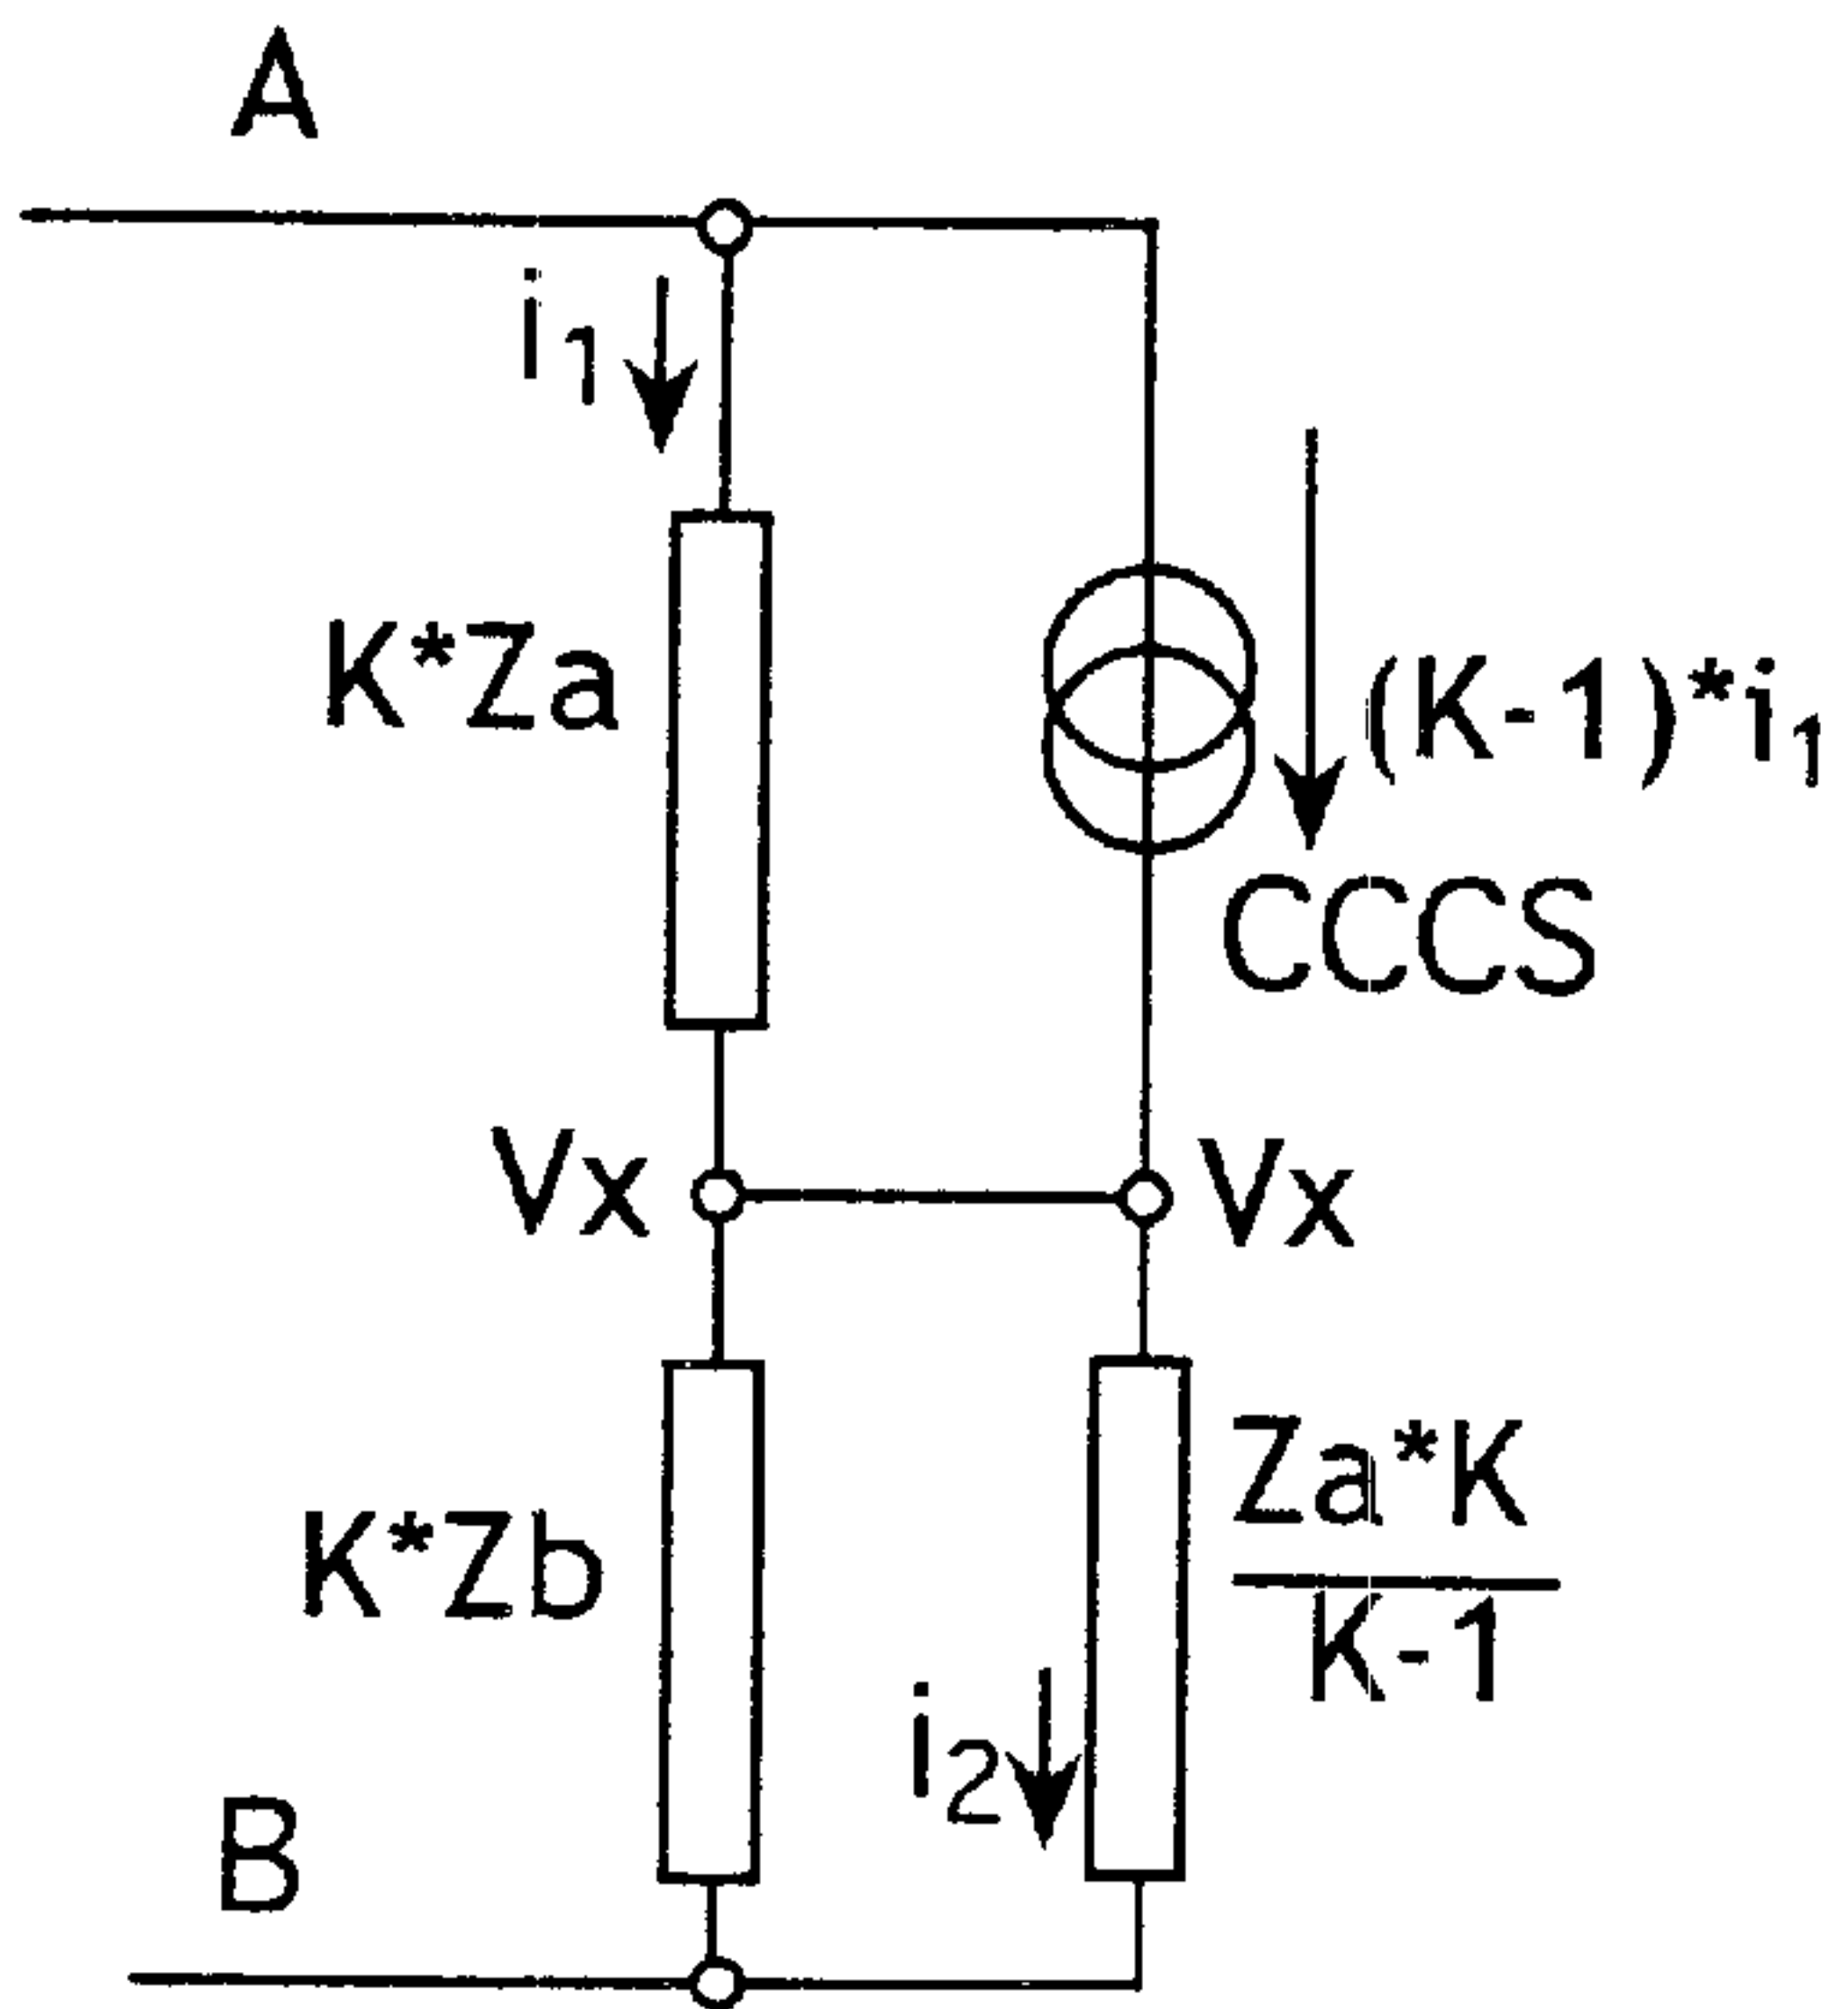 A
i₁
K*Za
(K-1)*i₁
CCCS
Vx
Vx
Za*K
K-1
K*Zb
i₂
B